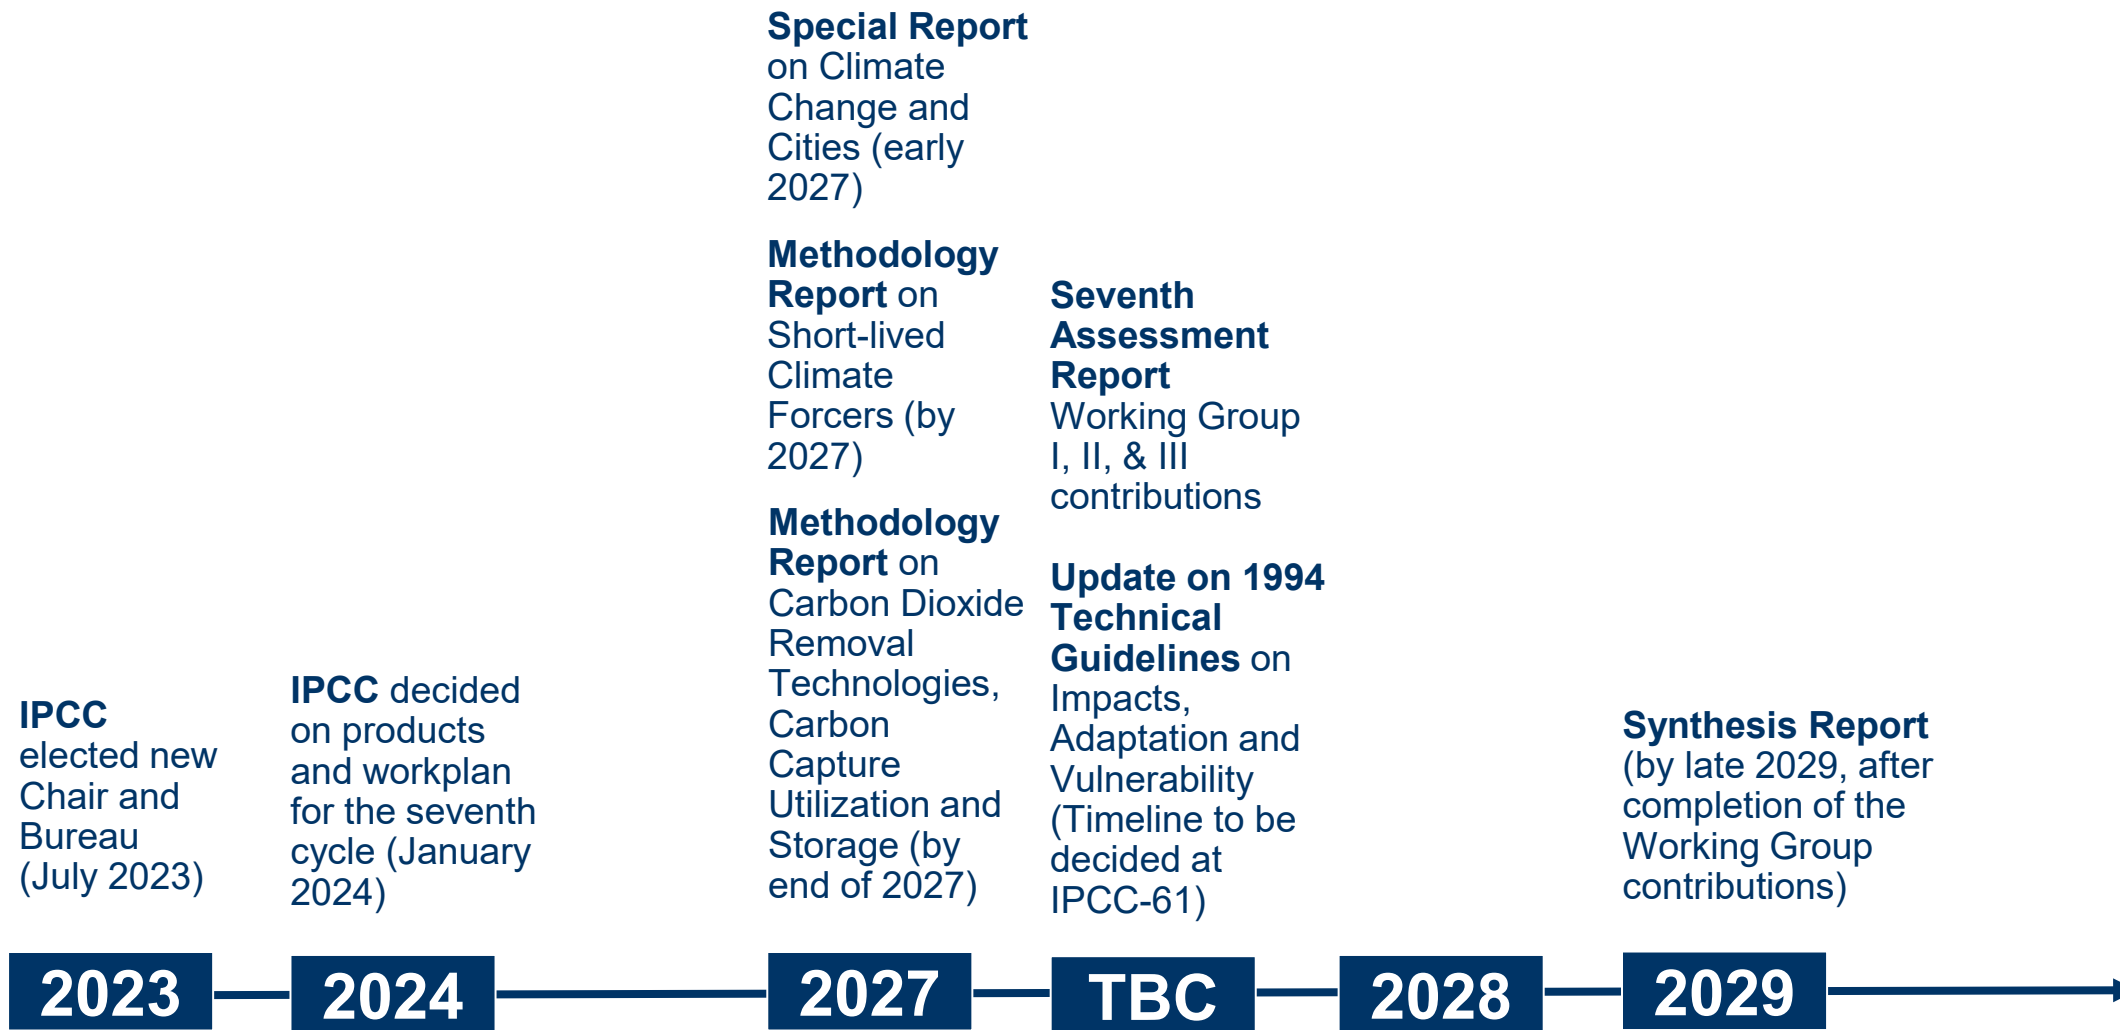 Special Report
on Climate
Change and
Cities (early
2027)
Methodology
Report on
Short-lived
Climate
Forcers (by
2027)
Methodology
Report on
Carbon Dioxide
Removal
Technologies,
Carbon
Capture
Utilization and
Storage (by
end of 2027)
Seventh
Assessment
Report
Working Group
I, II, & III
contributions
Update on 1994
Technical
Guidelines on
Impacts,
Adaptation and
Vulnerability
(Timeline to be
decided at
IPCC-61)
IPCC
elected new
Chair and
Bureau
(July 2023)
IPCC decided
on products
and workplan
for the seventh
cycle (January
2024)
Synthesis Report
(by late 2029, after
completion of the
Working Group
contributions)
2023
2024
2027
TBC
2028
2029